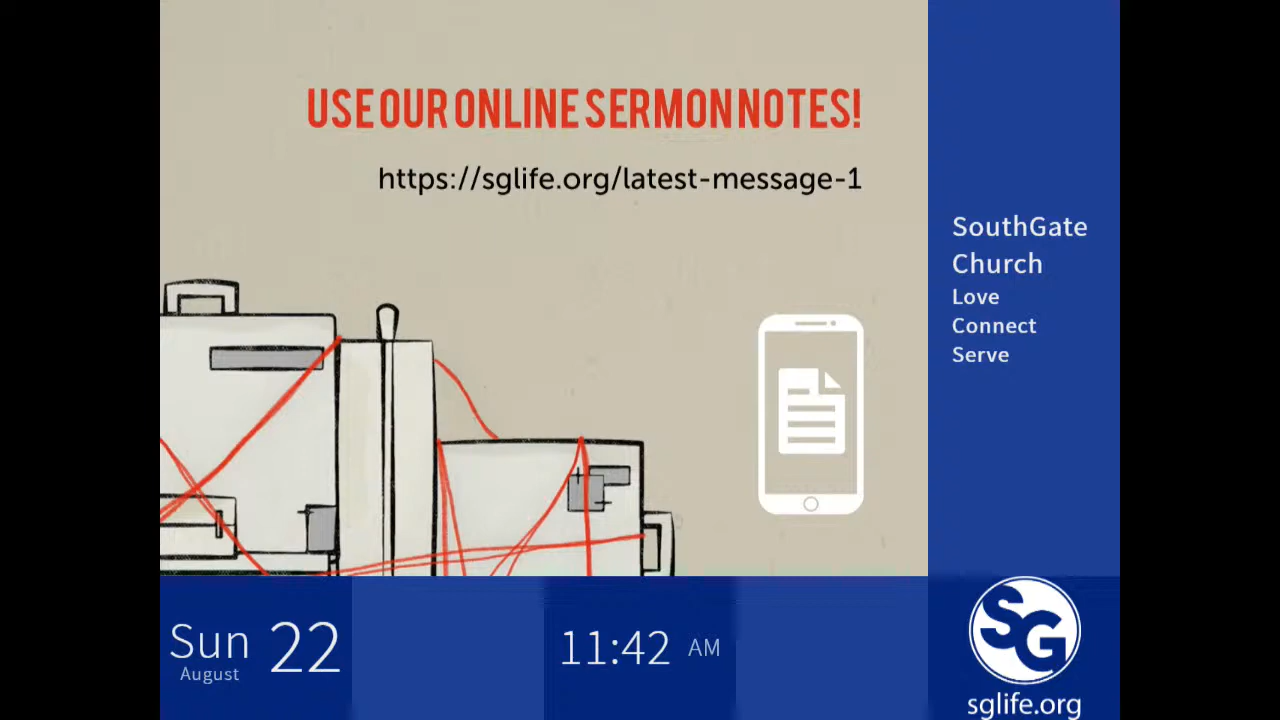 USE OUR ONLINE SERMON NOTES!
https://sglife.org/latest-message-1
SouthGate
Church
Love
Connect
Serve
Sun 22
August
11:42 AM
SG
sglife.org